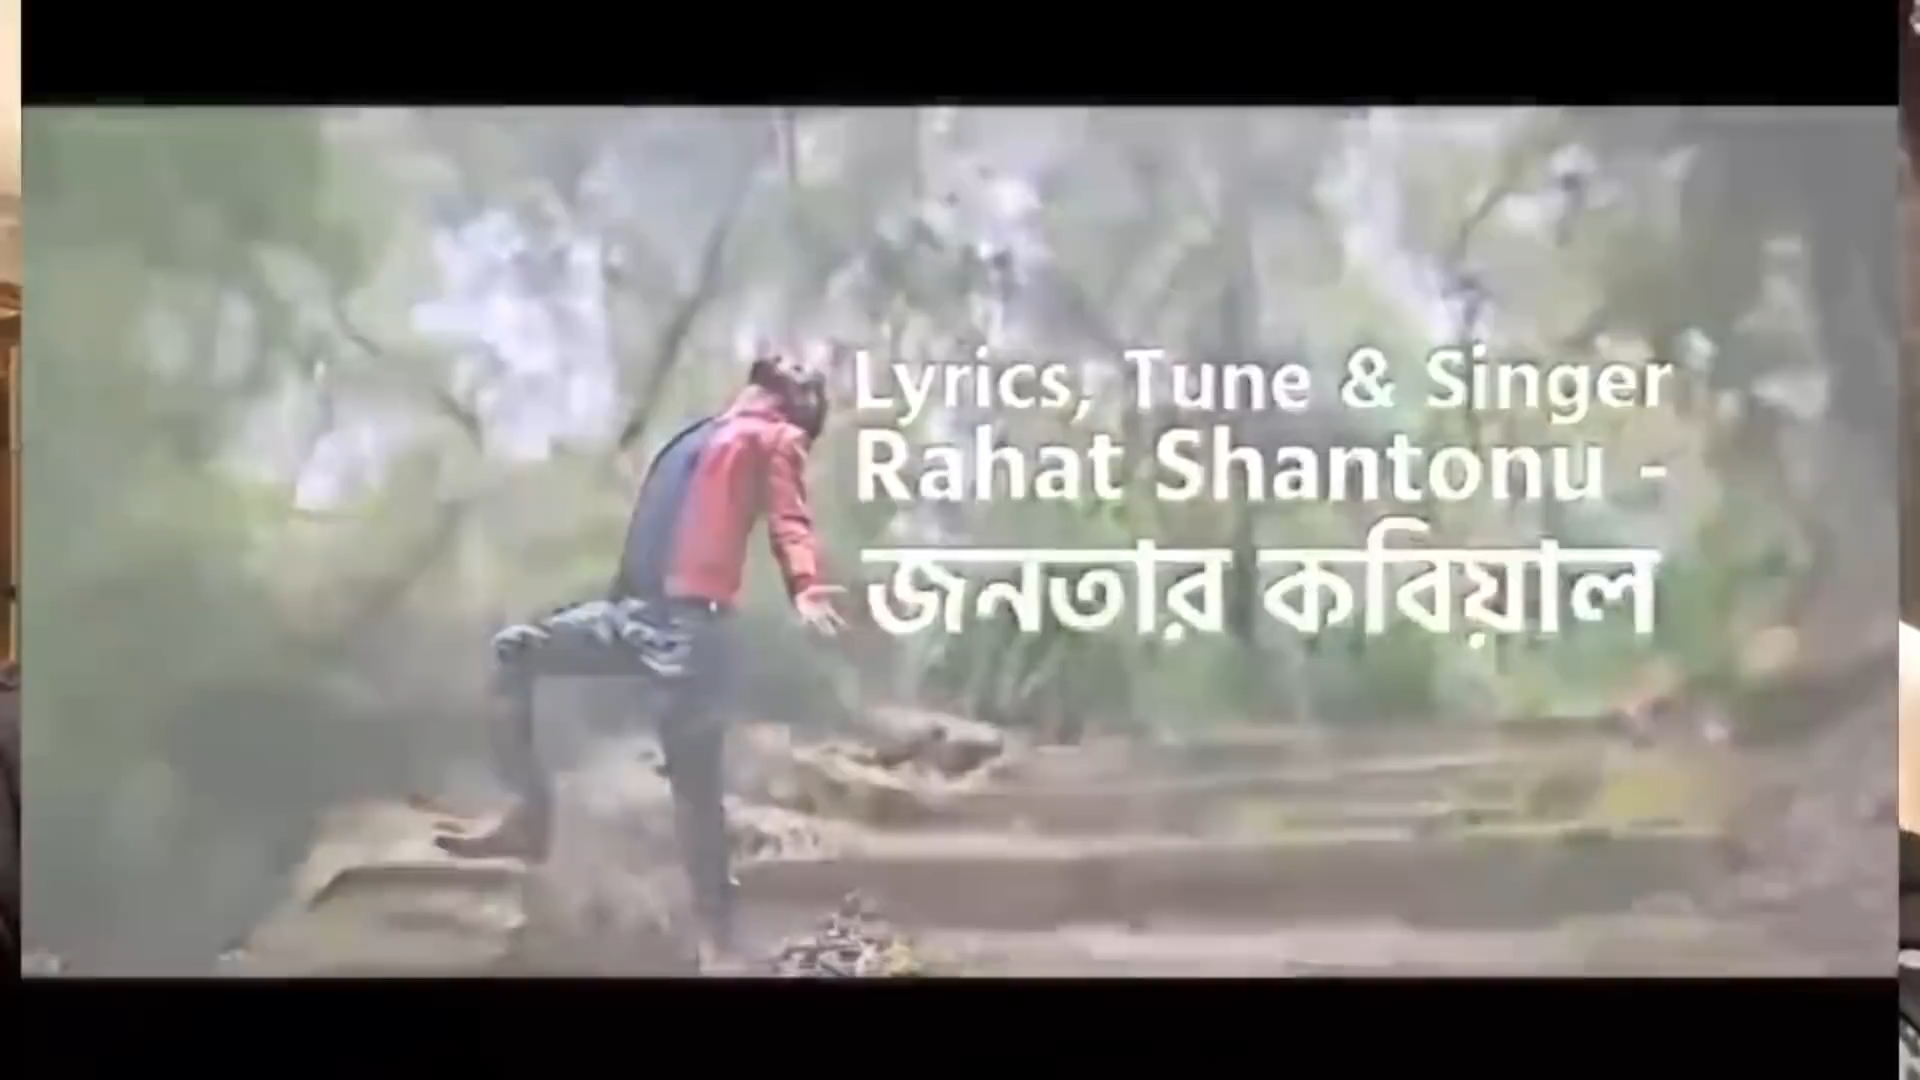 Lyrics, Tune & Singer
Rahat Shantonu -
জনতার কবিয়াল